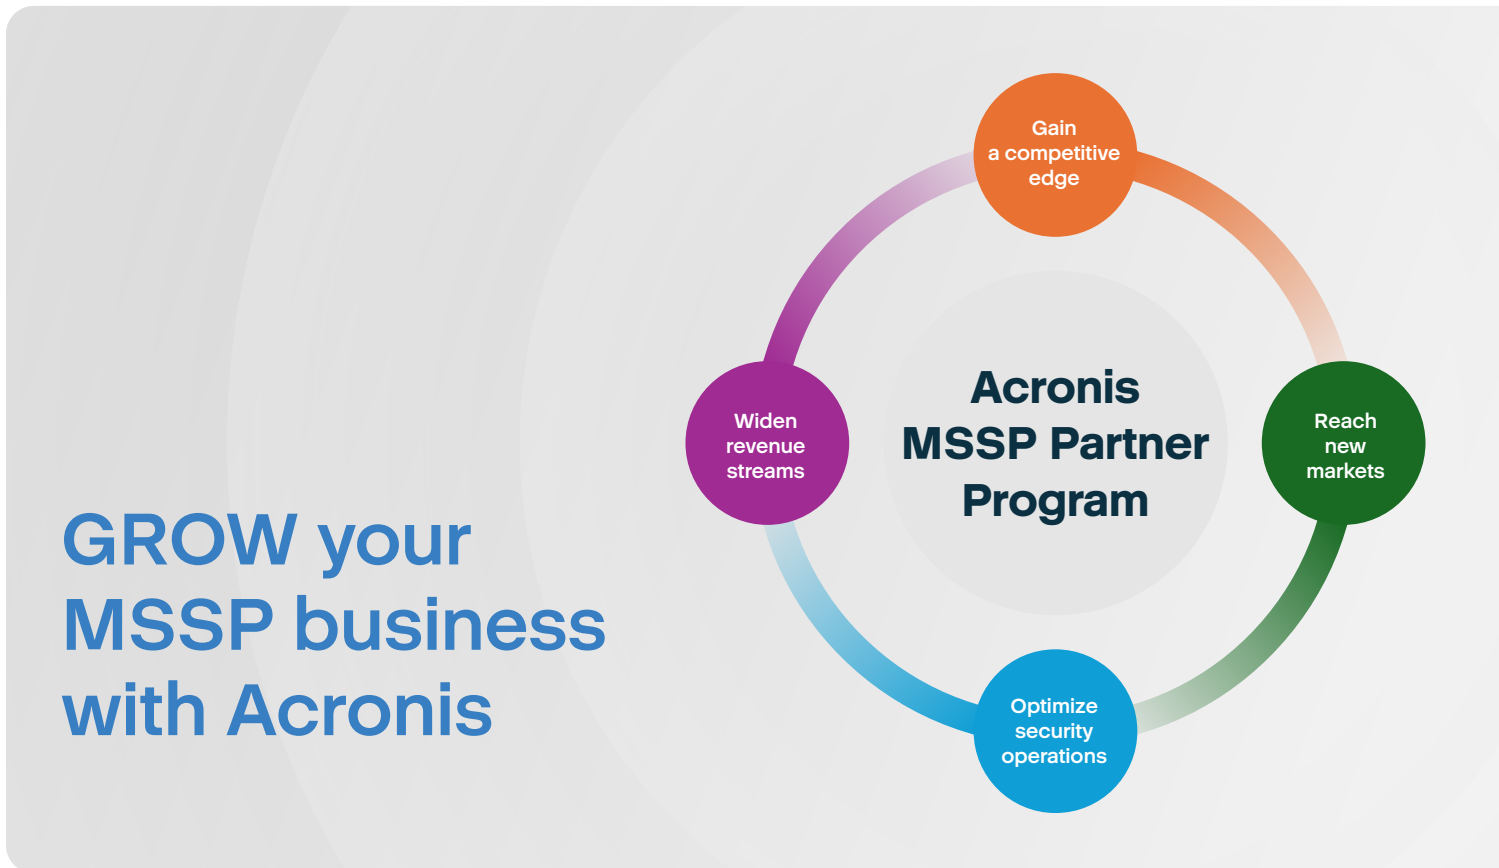 GROW your
MSSP business
with Acronis
Gain
a competitive
edge
Widen
revenue
streams
Acronis
MSSP Partner
Program
Reach
new
markets
Optimize
security
operations